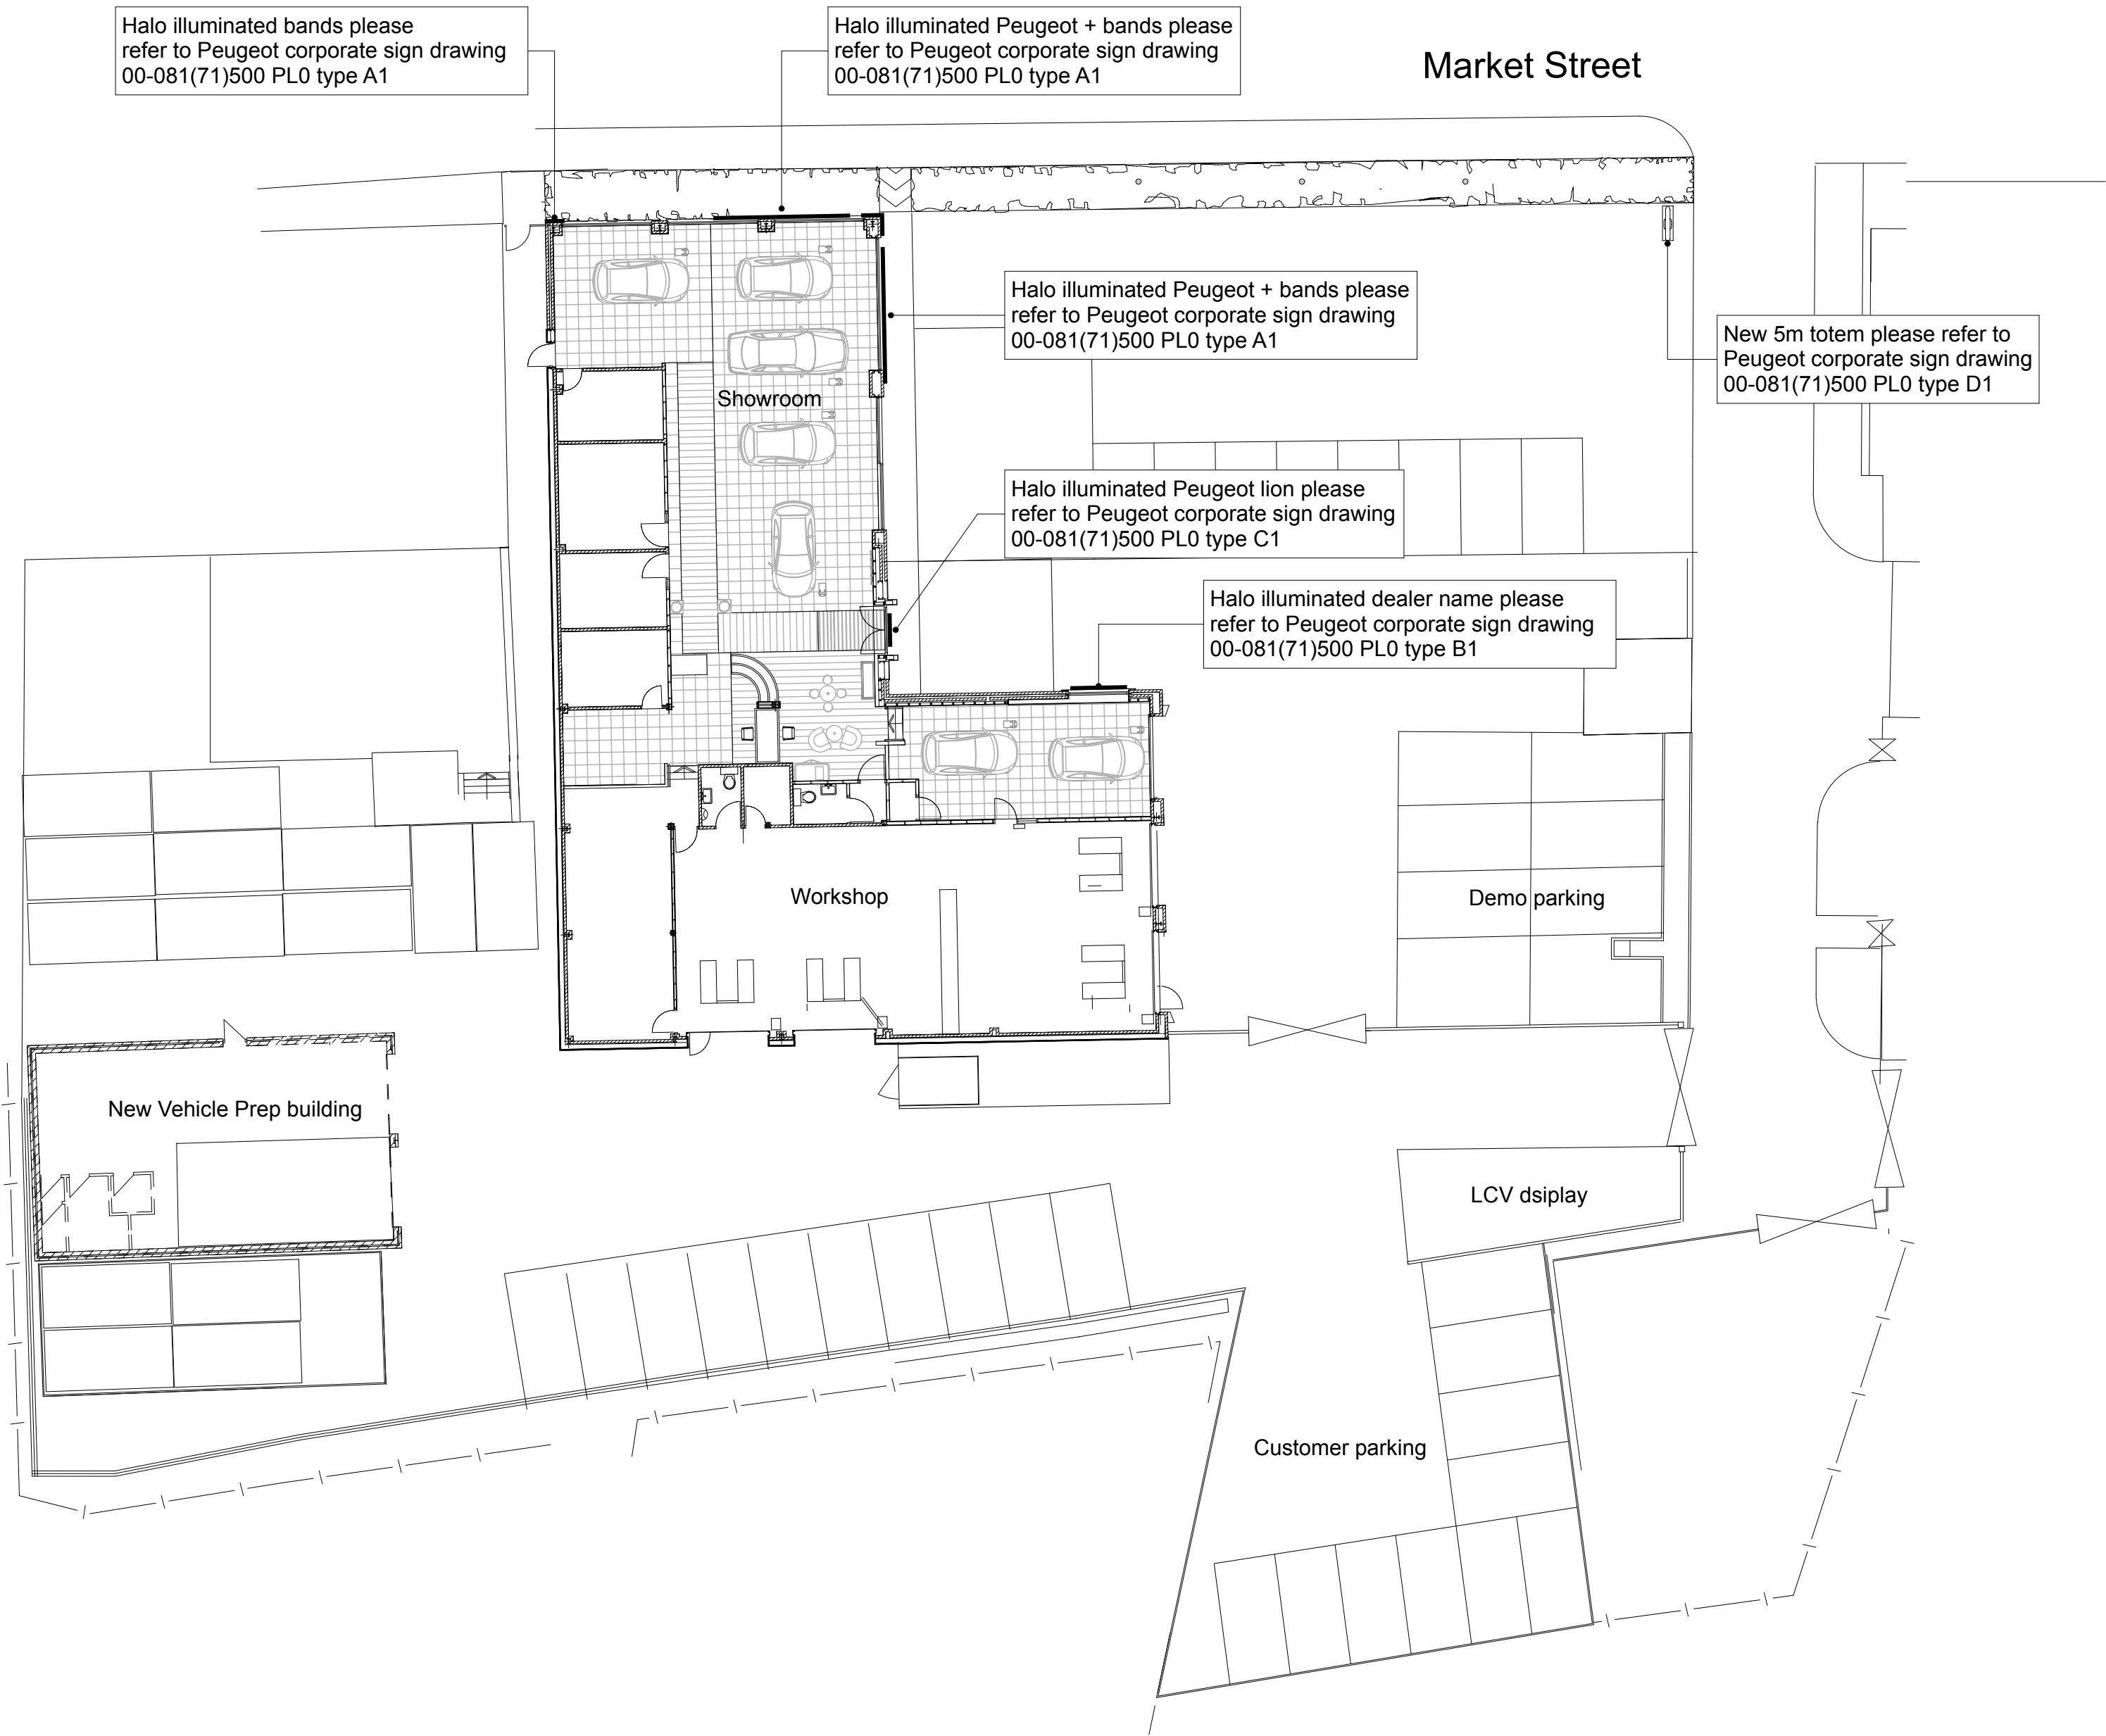 Halo illuminated bands please
refer to Peugeot corporate sign drawing
00-081(71)500 PL0 type A1
Halo illuminated Peugeot + bands please
refer to Peugeot corporate sign drawing
00-081(71)500 PL0 type A1
Market Street
Halo illuminated Peugeot + bands please
refer to Peugeot corporate sign drawing
00-081(71)500 PL0 type A1
New 5m totem please refer to
Peugeot corporate sign drawing
00-081(71)500 PL0 type D1
Showroom
Halo illuminated Peugeot lion please
refer to Peugeot corporate sign drawing
00-081(71)500 PL0 type C1
Halo illuminated dealer name please
refer to Peugeot corporate sign drawing
00-081(71)500 PL0 type B1
Workshop
Demo parking
New Vehicle Prep building
LCV dsiplay
Customer parking